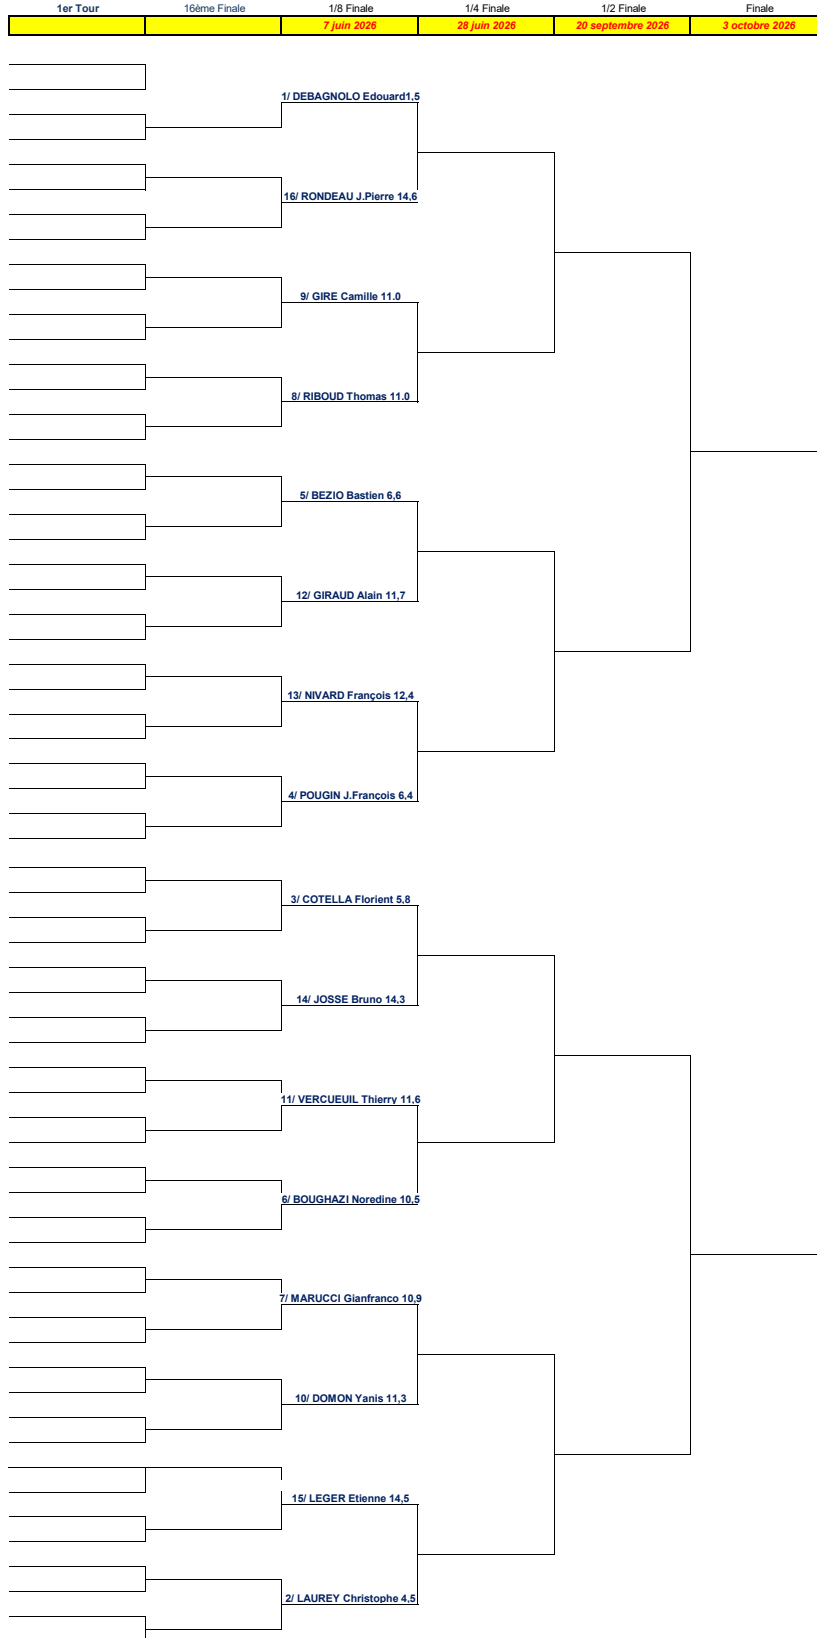 1er Tour 16ème Finale 1/8 Finale 1/4 Finale 1/2 Finale Finale
7 juin 2026 28 juin 2026 20 septembre 2026 3 octobre 2026
1/ DEBAGNOLO Edouard1,5
16/ RONDEAU J.Pierre 14,6
9/ GIRE Camille 11.0
8/ RIBOUD Thomas 11.0
5/ BEZIO Bastien 6,6
12/ GIRAUD Alain 11,7
13/ NIVARD François 12,4
4/ POUGIN J.François 6,4
3/ COTELLA Florient 5,8
14/ JOSSE Bruno 14,3
11/ VERCUEUIL Thierry 11,6
6/ BOUGHAZI Noredine 10,5
7/ MARUCCI Gianfranco 10,9
10/ DOMON Yanis 11,3
15/ LEGER Etienne 14,5
2/ LAUREY Christophe 4,5